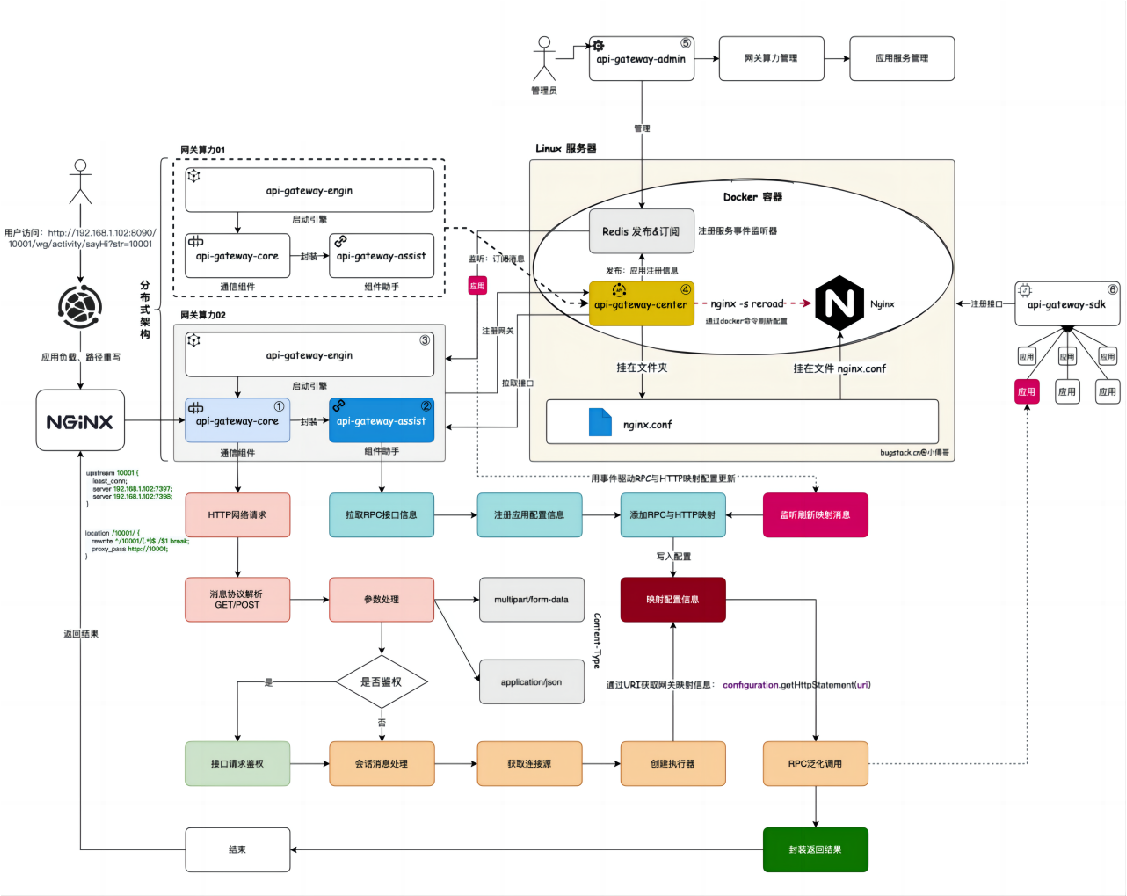 ⑤
api-gateway-admin
网关算力管理
应用服务管理
管理员
管理
网关算力01
Linux 服务器
api-gateway-engin
Docker 容器
启动引擎
用户访问：http://192.168.1.102:8090/
10001/wg/activity/sayHi?str=10001
api-gateway-core
封装
api-gateway-assist
通信组件
组件助手
Redis 发布&订阅
注册服务事件监听器
监听：订阅消息
发布：应用注册信息
应用
分布式架构
④
api-gateway-center
nginx -s reroad
通过docker命令刷新配置
Nginx
注册接口
⑥
api-gateway-sdk
网关算力02
③
api-gateway-engin
注册网关
启动引擎
拉取接口
应用负载、路径重写
挂在文件夹
挂在文件 nginx.conf
应用
应用
应用
应用
应用
应用
NGiNX
①
api-gateway-core
封装
②
api-gateway-assist
通信组件
组件助手
nginx.conf
bugstack.cn@小傅哥
upstream 10001 {
least_conn;
server 192.168.1.102:7397;
server 192.168.1.102:7398;
}
location /10001/ {
proxy_pass http://10001;
}
用事件驱动RPC与HTTP映射配置更新
HTTP网络请求
拉取RPC接口信息
注册应用配置信息
添加RPC与HTTP映射
监听刷新映射消息
写入配置
消息协议解析
GET/POST
参数处理
multipart/form-data
映射配置信息
Content-Type
返回结果
是否鉴权
application/json
是
否
通过URI获取网关映射信息： configuration.getHttpStatement(uri)
接口请求鉴权
会话消息处理
获取连接源
创建执行器
RPC泛化调用
结束
封装返回结果